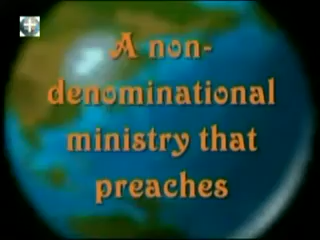 A non-
denominational
ministry that
preaches